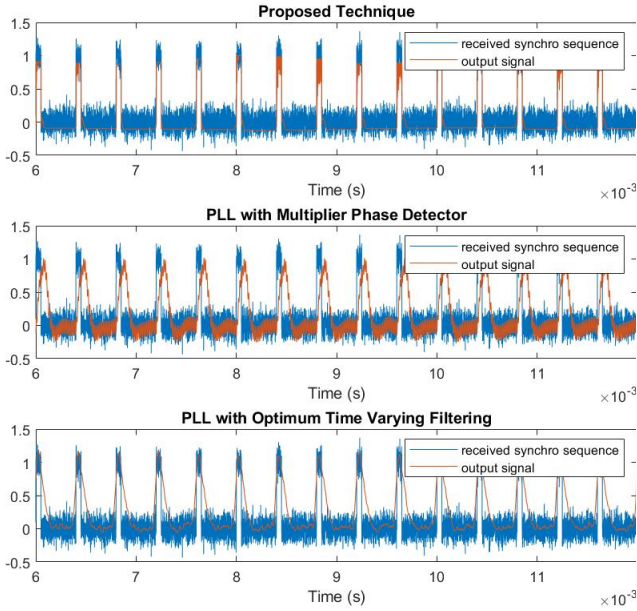 Proposed Technique
1.5
1
0.5
0
-0.5
received synchro sequence
output signal
6 7 8 9 10 11
Time (s)
×10-3
PLL with Multiplier Phase Detector
1.5
1
0.5
0
-0.5
received synchro sequence
output signal
6 7 8 9 10 11
Time (s)
×10-3
PLL with Optimum Time Varying Filtering
1.5
1
0.5
0
-0.5
received synchro sequence
output signal
6 7 8 9 10 11
Time (s)
×10-3